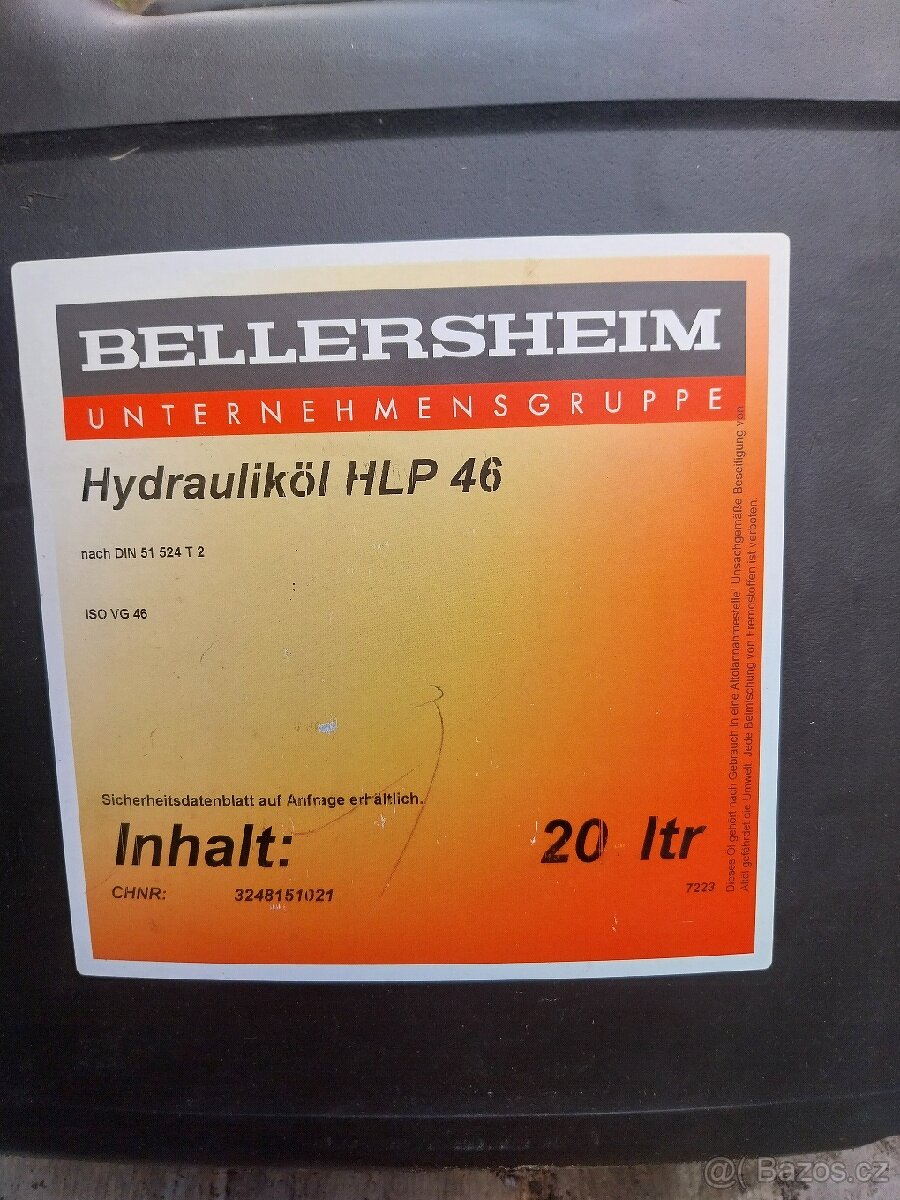 BELLERSHEIM
UNTERNEHMENSGRUPPE
Hydrauliköl HLP 46
nach DIN 51 524 T 2
ISO VG 46
Sicherheitsdatenblatt auf Anfrage erhältlich.
Inhalt: 20 ltr
CHNR: 3248151021
7223
Dieses Öl gehört nach Gebrauch in eine Altölannahmestelle. Unsachgemäße Beseitigung von
Altöl gefährdet die Umwelt. Jede Beimischung von Fremdstoffen ist verboten.
@( Bazos.cz